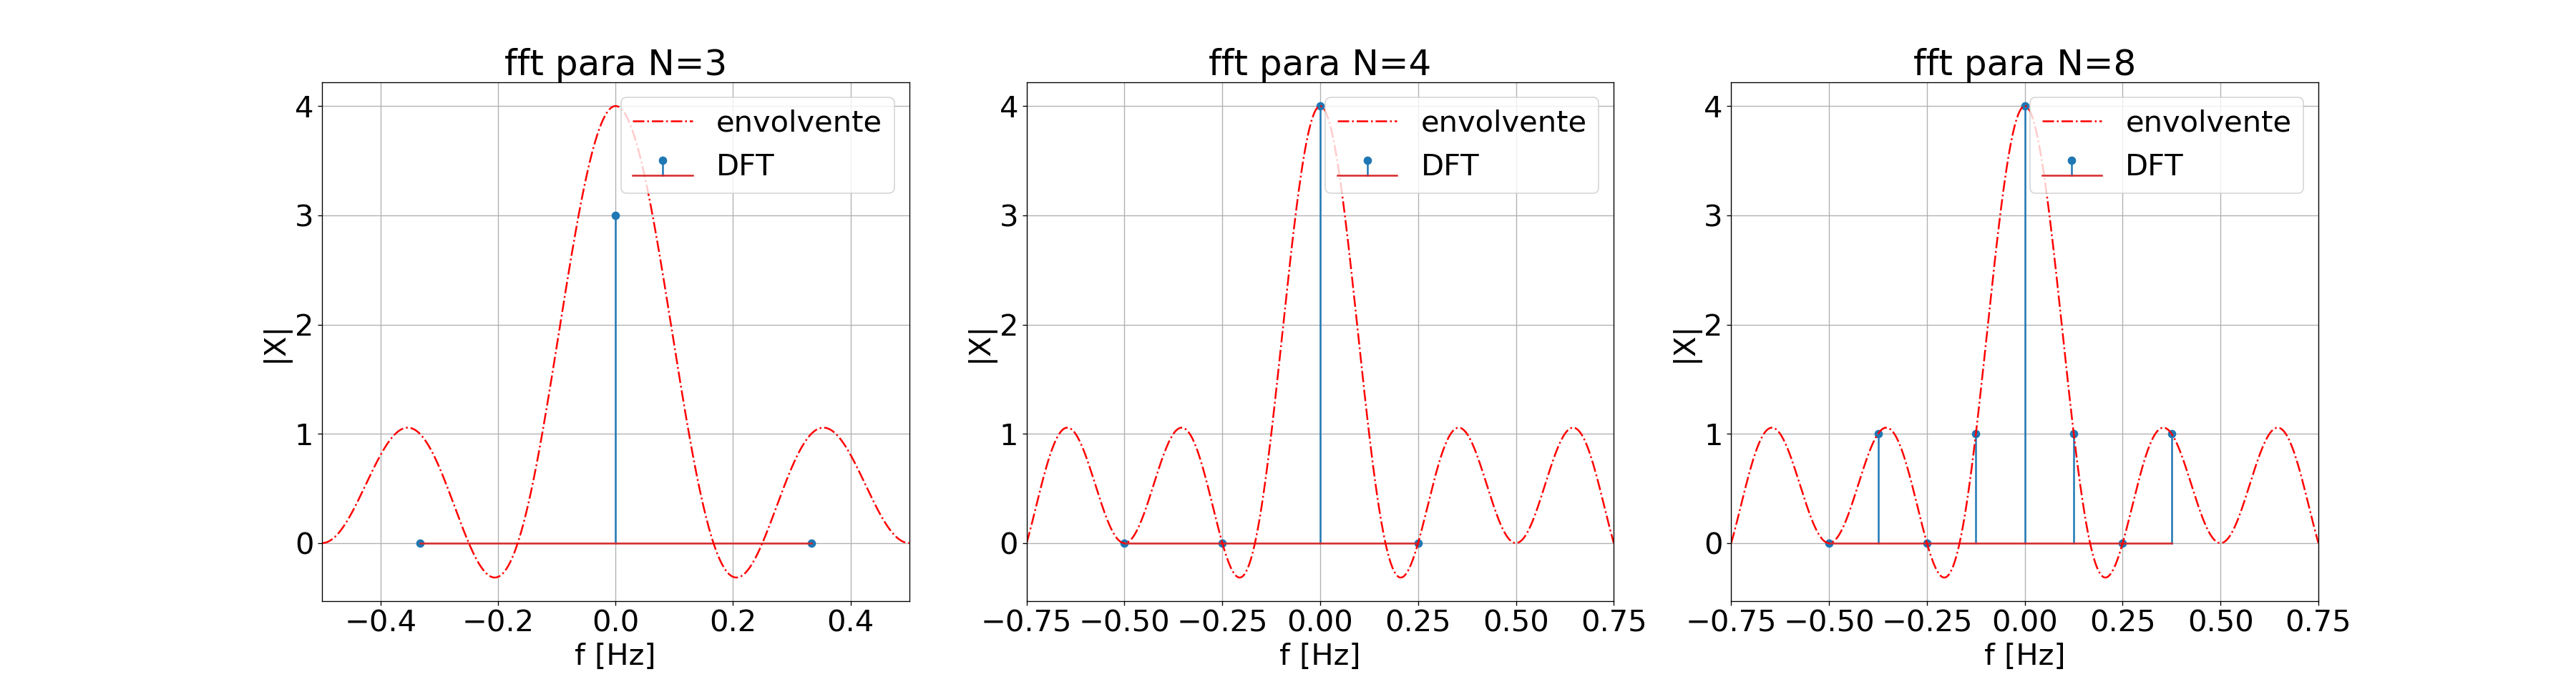 fft para N=3
envolvente
DFT
4
3
2
1
0
|X|
−0.4 −0.2 0.0 0.2 0.4
f [Hz]
fft para N=4
envolvente
DFT
4
3
2
1
0
|X|
−0.75 −0.50 −0.25 0.00 0.25 0.50 0.75
f [Hz]
fft para N=8
envolvente
DFT
4
3
2
1
0
|X|
−0.75 −0.50 −0.25 0.00 0.25 0.50 0.75
f [Hz]